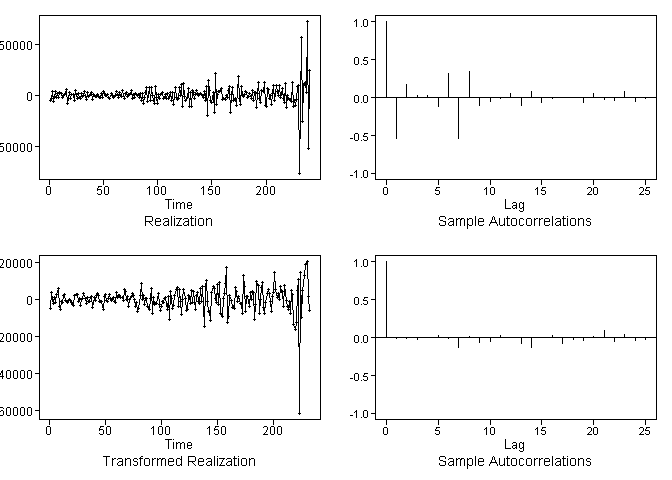 50000
0
50000
0 50 100 150 200
Time
Realization
1.0
0.5
0.0
-0.5
-1.0
0 5 10 15 20 25
Lag
Sample Autocorrelations
20000
0
20000
40000
60000
0 50 100 150 200
Time
Transformed Realization
1.0
0.5
0.0
-0.5
-1.0
0 5 10 15 20 25
Lag
Sample Autocorrelations